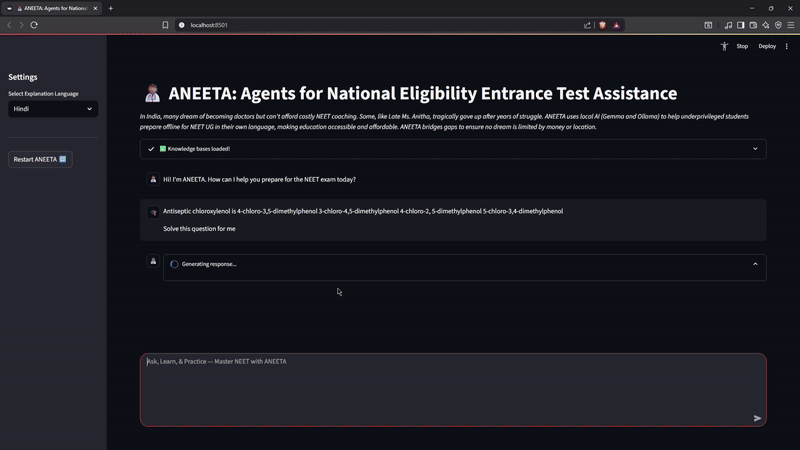 ANEETA: Agents for National
localhost:8501
Stop Deploy
Settings
Select Explanation Language
Hindi
Restart ANEETA
ANEETA: Agents for National Eligibility Entrance Test Assistance
In India, many dream of becoming doctors but can't afford costly NEET coaching. Some, like Late Ms. Anitha, tragically gave up after years of struggle. ANEETA uses local AI (Gemma and Ollama) to help underprivileged students
prepare offline for NEET UG in their own language, making education accessible and affordable. ANEETA bridges gaps to ensure no dream is limited by money or location.
Knowledge bases loaded!
Hi! I'm ANEETA. How can I help you prepare for the NEET exam today?
Antiseptic chloroxylenol is 4-chloro-3,5-dimethylphenol 3-chloro-4,5-dimethylphenol 4-chloro-2, 5-dimethylphenol 5-chloro-3,4-dimethylphenol
Solve this question for me
Generating response...
Ask, Learn, & Practice — Master NEET with ANEETA